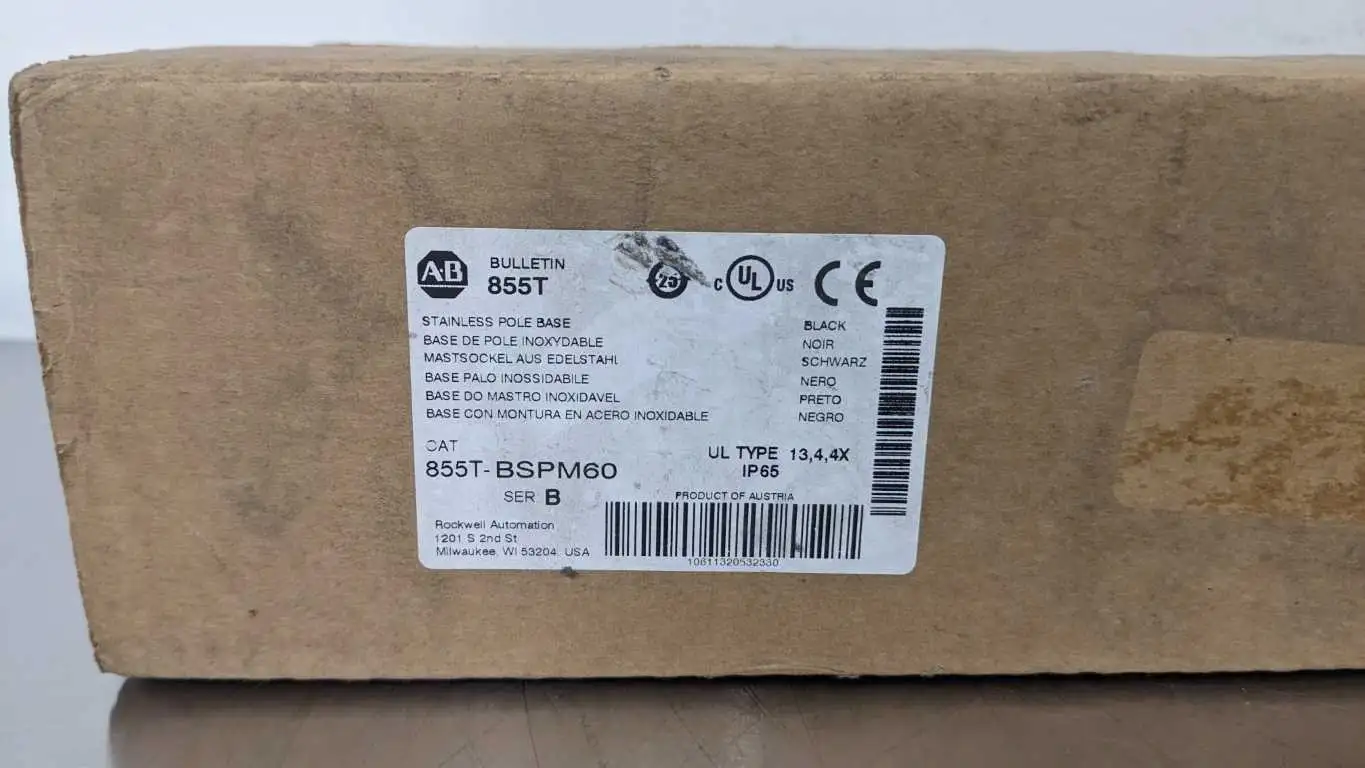 A-B
BULLETIN
855T
25
C UL US
CE
STAINLESS POLE BASE
BASE DE POLE INOXYDABLE
MASTSOCKEL AUS EDELSTAHL
BASE PALO INOSSIDABILE
BASE DO MASTRO INOXIDAVEL
BASE CON MONTURA EN ACERO INOXIDABLE
BLACK
NOIR
SCHWARZ
NERO
PRETO
NEGRO
CAT
855T-BSPM60
SER B
UL TYPE 13,4,4X
IP65
PRODUCT OF AUSTRIA
Rockwell Automation
1201 S 2nd St
Milwaukee, WI 53204 USA
10611320532330